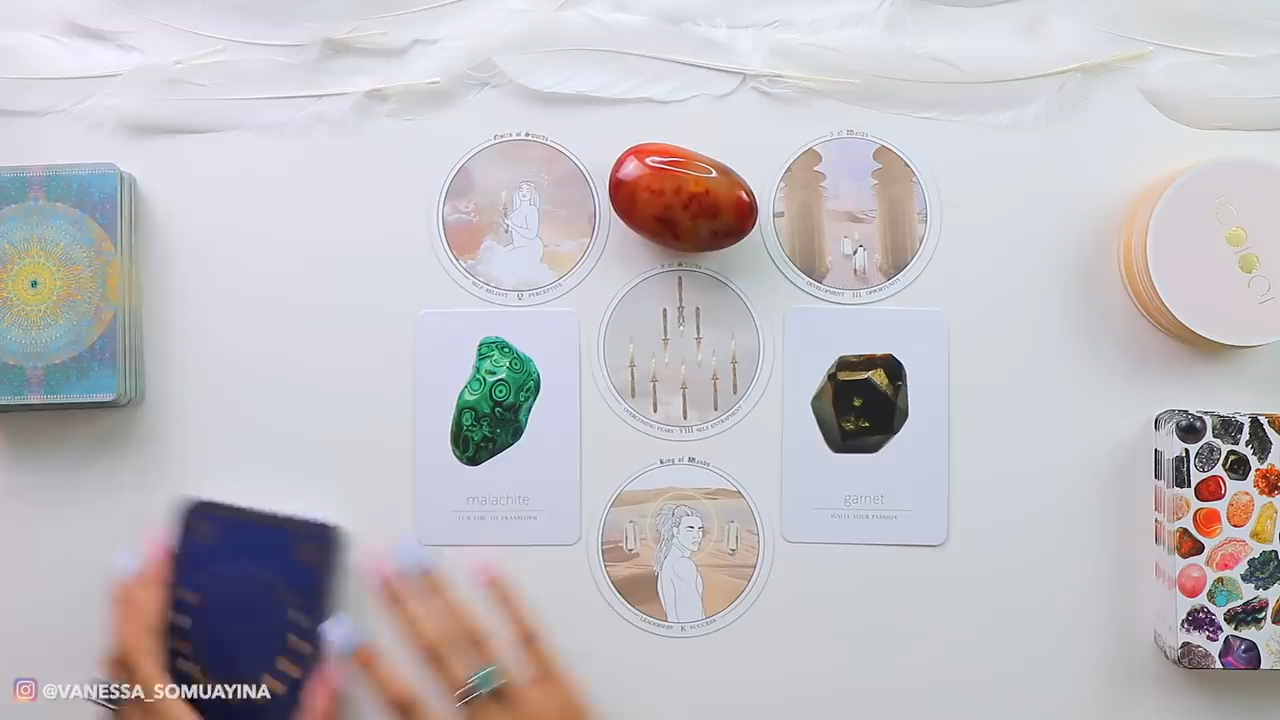 Queen of Swords
SELF-RELIANT Q PERCEPTIVE
3 of Wands
DEVELOPMENT III OPPORTUNITY
8 of Swords
OVERCOMING FEARS VIII SELF ENTRAPMENT
malachite
IT'S TIME TO TRANSFORM
garnet
IGNITE YOUR PASSION
King of Wands
LEADERSHIP K SUCCESS
@VANESSA_SOMUAYINA